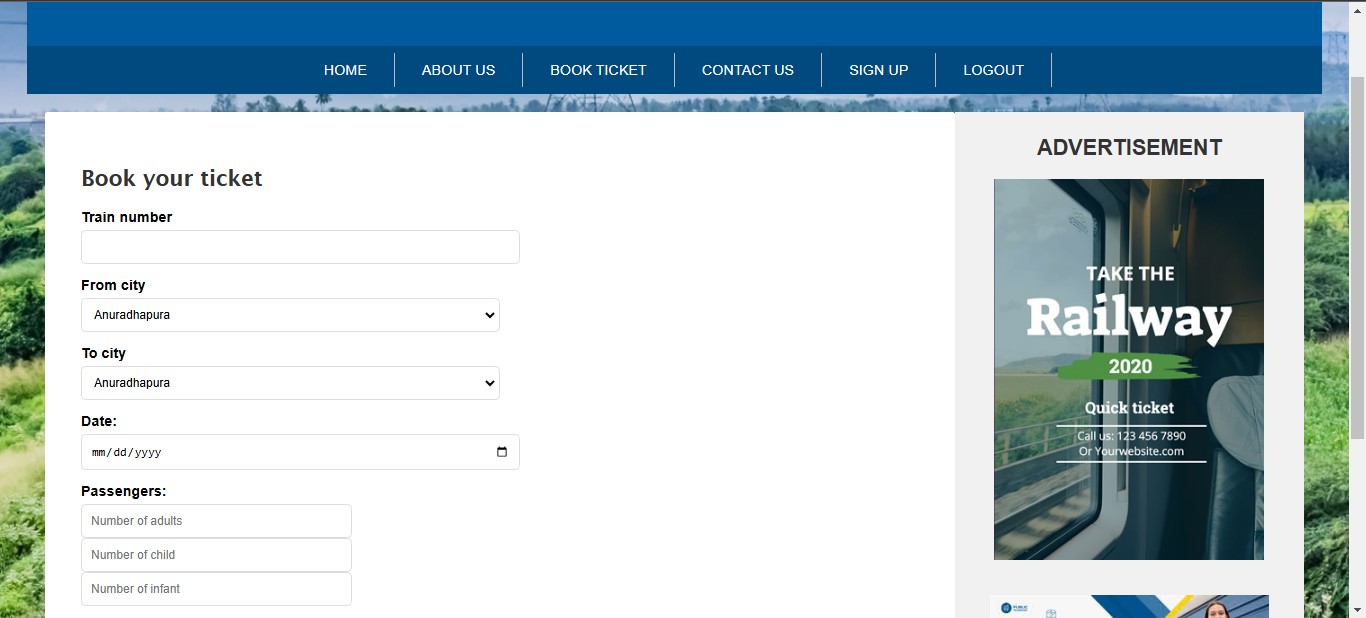 HOME
ABOUT US
BOOK TICKET
CONTACT US
SIGN UP
LOGOUT
Book your ticket
Train number
From city
Anuradhapura
To city
Anuradhapura
Date:
mm/dd/yyyy
Passengers:
Number of adults
Number of child
Number of infant
ADVERTISEMENT
TAKE THE
Railway
2020
Quick ticket
Call us: 123 456 7890
Or Yourwebsite.com
PUBLIC